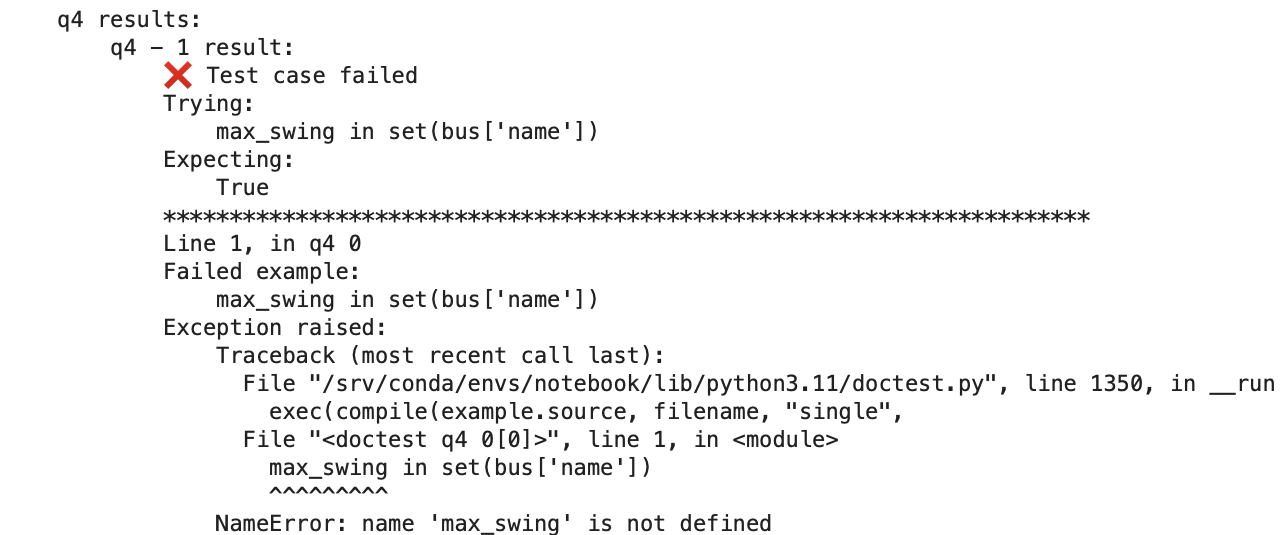 q4 results:
q4 - 1 result:
❌ Test case failed
Trying:
max_swing in set(bus['name'])
Expecting:
True
**********************************************************************
Line 1, in q4 0
Failed example:
max_swing in set(bus['name'])
Exception raised:
Traceback (most recent call last):
File "/srv/conda/envs/notebook/lib/python3.11/doctest.py", line 1350, in __run
exec(compile(example.source, filename, "single",
File "<doctest q4 0[0]>", line 1, in <module>
max_swing in set(bus['name'])
^^^^^^^^^
NameError: name 'max_swing' is not defined